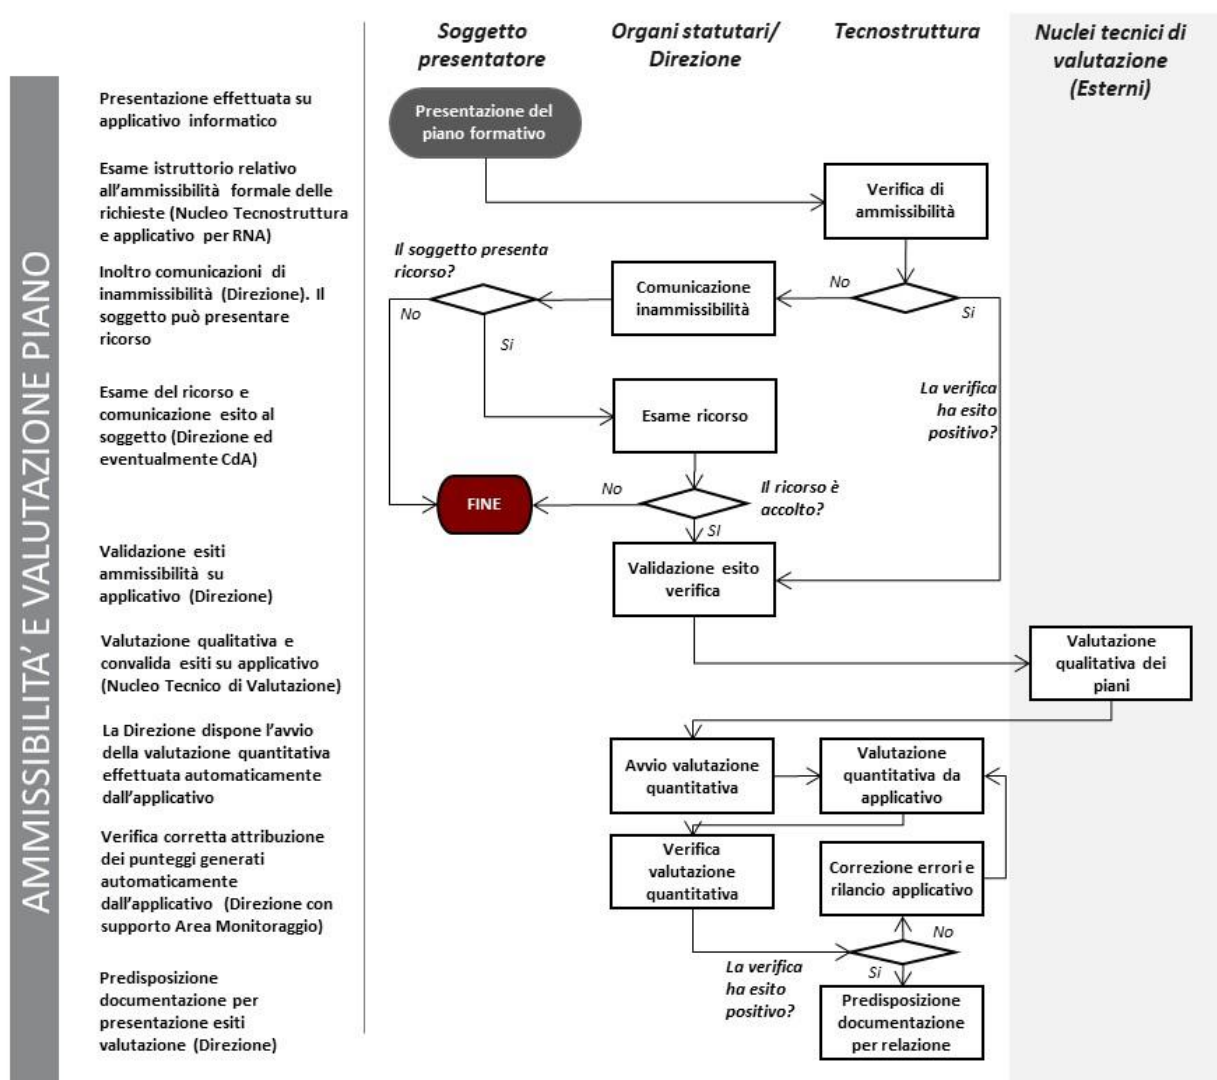 Soggetto
presentatore
Organi statutari/
Direzione
Tecnostruttura
Nuclei tecnici di
valutazione
(Esterni)
AMMISSIBILITA' E VALUTAZIONE PIANO
Presentazione effettuata su
applicativo informatico
Presentazione del
piano formativo
Esame istruttorio relativo
all'ammissibilità formale delle
richieste (Nucleo Tecnostruttura
e applicativo per RNA)
Verifica di
ammissibilità
Inoltro comunicazioni di
inammissibilità (Direzione). Il
soggetto può presentare
ricorso
Il soggetto presenta
ricorso?
No
Si
Comunicazione
inammissibilità
No
Si
La verifica
ha esito
positivo?
Esame del ricorso e
comunicazione esito al
soggetto (Direzione ed
eventualmente CdA)
Esame ricorso
FINE
No
Il ricorso è
accolto?
SI
Validazione esiti
ammissibilità su
applicativo (Direzione)
Validazione esito
verifica
Valutazione qualitativa e
convalida esiti su applicativo
(Nucleo Tecnico di Valutazione)
Valutazione
qualitativa dei
piani
La Direzione dispone l'avvio
della valutazione quantitativa
effettuata automaticamente
dall'applicativo
Avvio valutazione
quantitativa
Valutazione
quantitativa da
applicativo
Verifica corretta attribuzione
dei punteggi generati
automaticamente
dall'applicativo (Direzione con
supporto Area Monitoraggio)
Verifica
valutazione
quantitativa
Correzione errori e
rilancio applicativo
No
La verifica
ha esito
positivo?
Si
Predisposizione
documentazione per
presentazione esiti
valutazione (Direzione)
Predisposizione
documentazione
per relazione